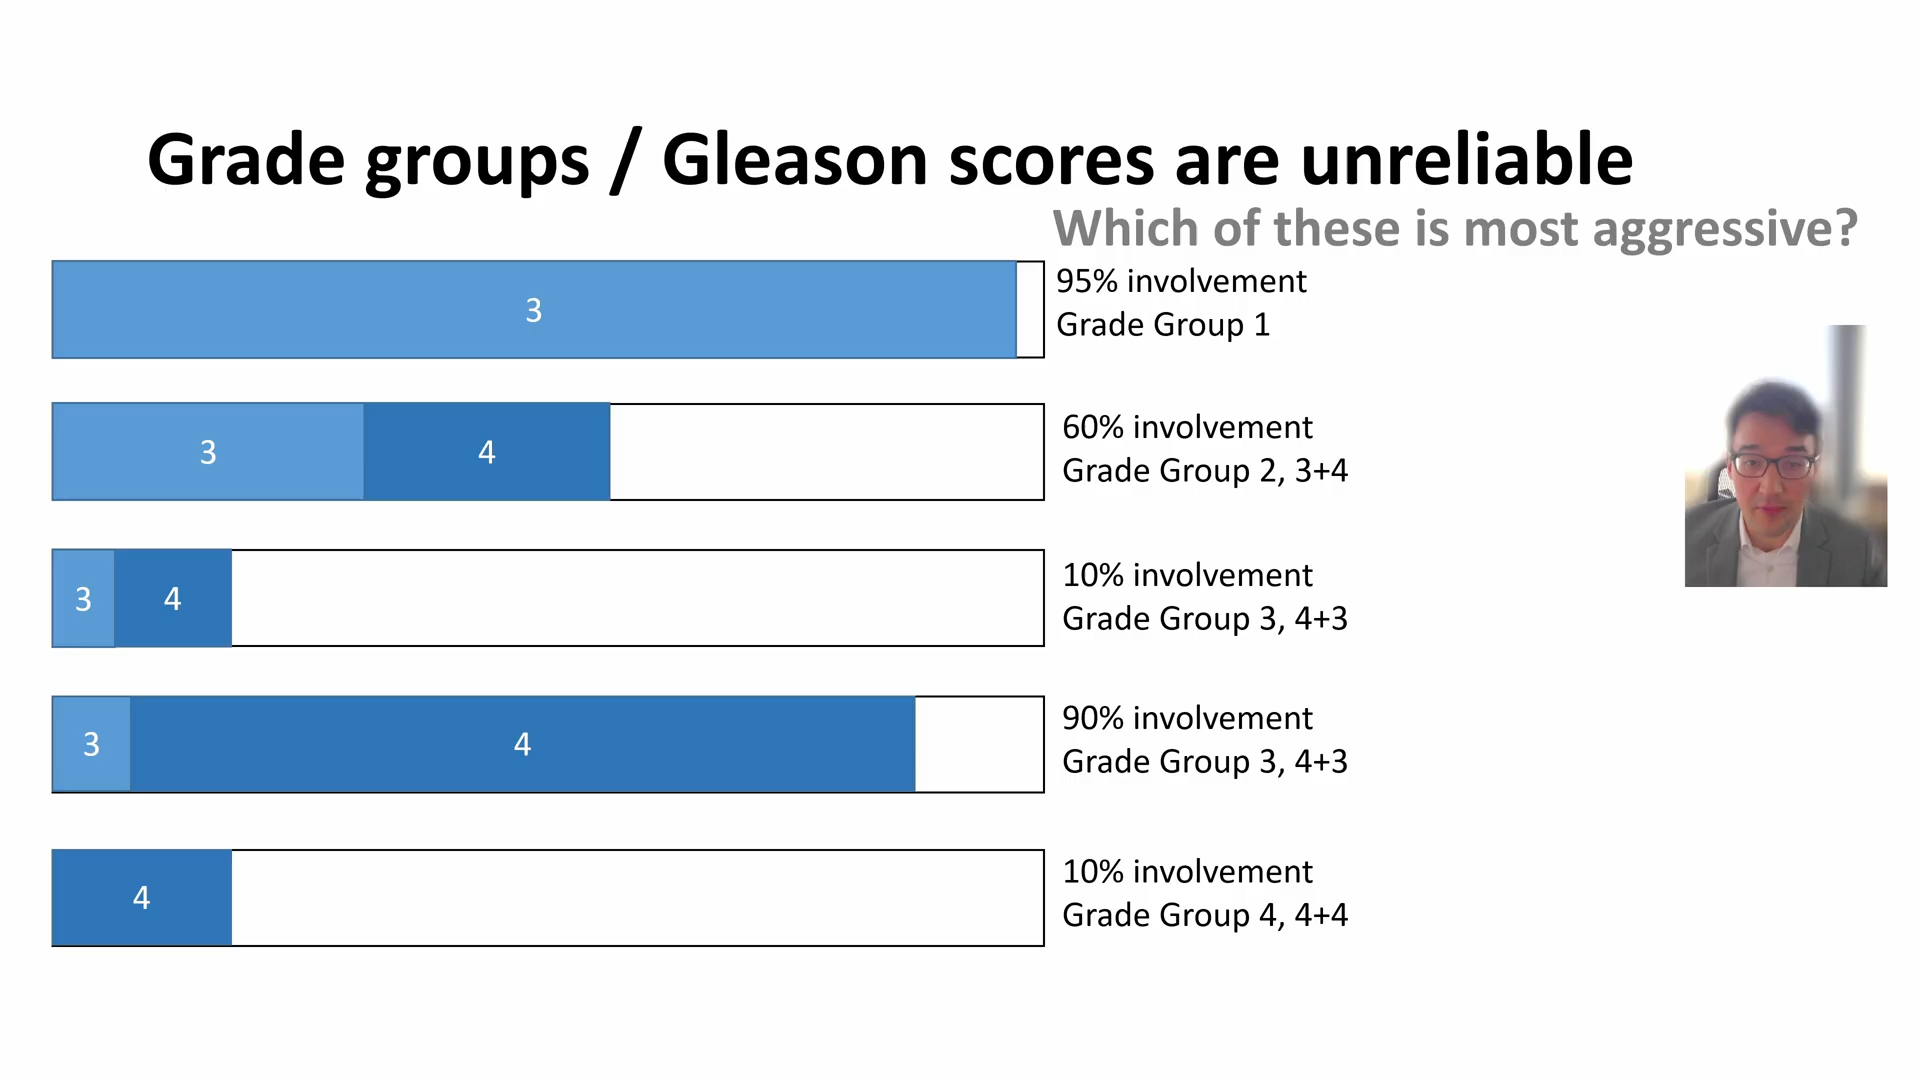 Grade groups / Gleason scores are unreliable
Which of these is most aggressive?
3
95% involvement
Grade Group 1
3 4
60% involvement
Grade Group 2, 3+4
3 4
10% involvement
Grade Group 3, 4+3
3 4
90% involvement
Grade Group 3, 4+3
4
10% involvement
Grade Group 4, 4+4